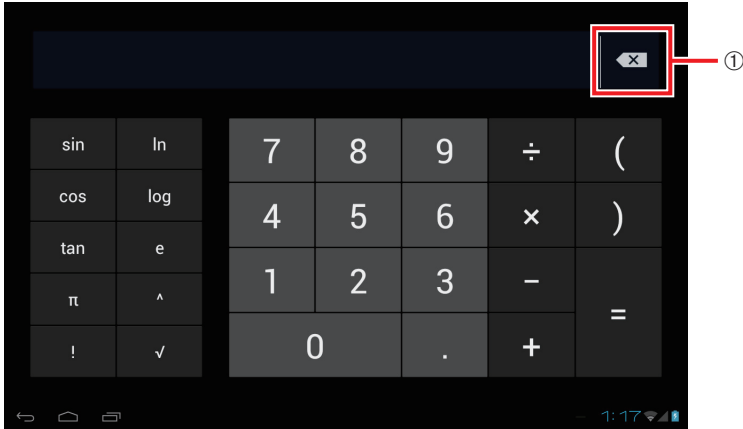 ①
sin ln 7 8 9 ÷ (
cos log 4 5 6 × )
tan e 1 2 3 −
π ^ =
! √ 0 . +
1:17